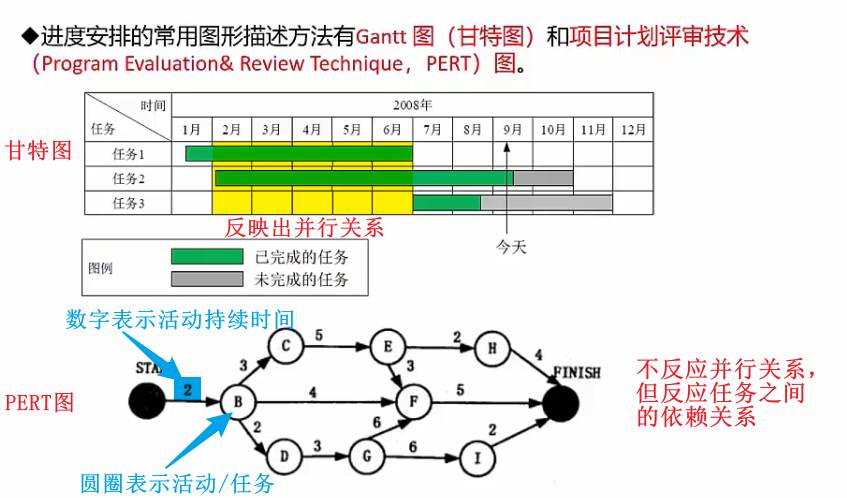 ◆进度安排的常用图形描述方法有Gantt 图（甘特图）和项目计划评审技术
（Program Evaluation& Review Technique，PERT）图。
甘特图
时间
任务
2008年
1月 2月 3月 4月 5月 6月 7月 8月 9月 10月 11月 12月
任务1
任务2
任务3
反映出并行关系
今天
图例
已完成的任务
未完成的任务
数字表示活动持续时间
PERT图
STA
2
B
3
C
5
E
2
H
4
FINISH
3
4
F
5
2
D
3
G
6
6
I
2
圆圈表示活动/任务
不反应并行关系，
但反应任务之间
的依赖关系